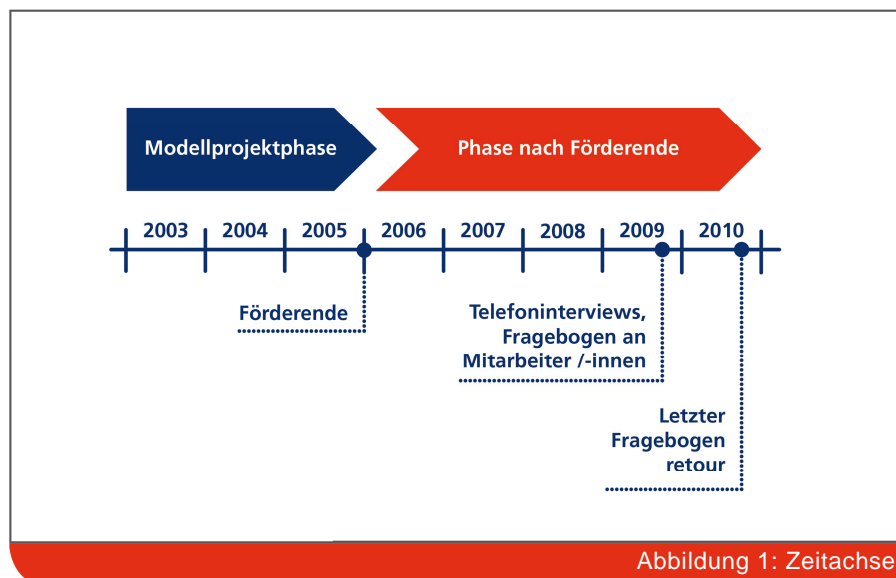 Modellprojektphase
Phase nach Förderende
2003 2004 2005 2006 2007 2008 2009 2010
Förderende
Telefoninterviews,
Fragebogen an
Mitarbeiter /-innen
Letzter
Fragebogen
retour
Abbildung 1: Zeitachse